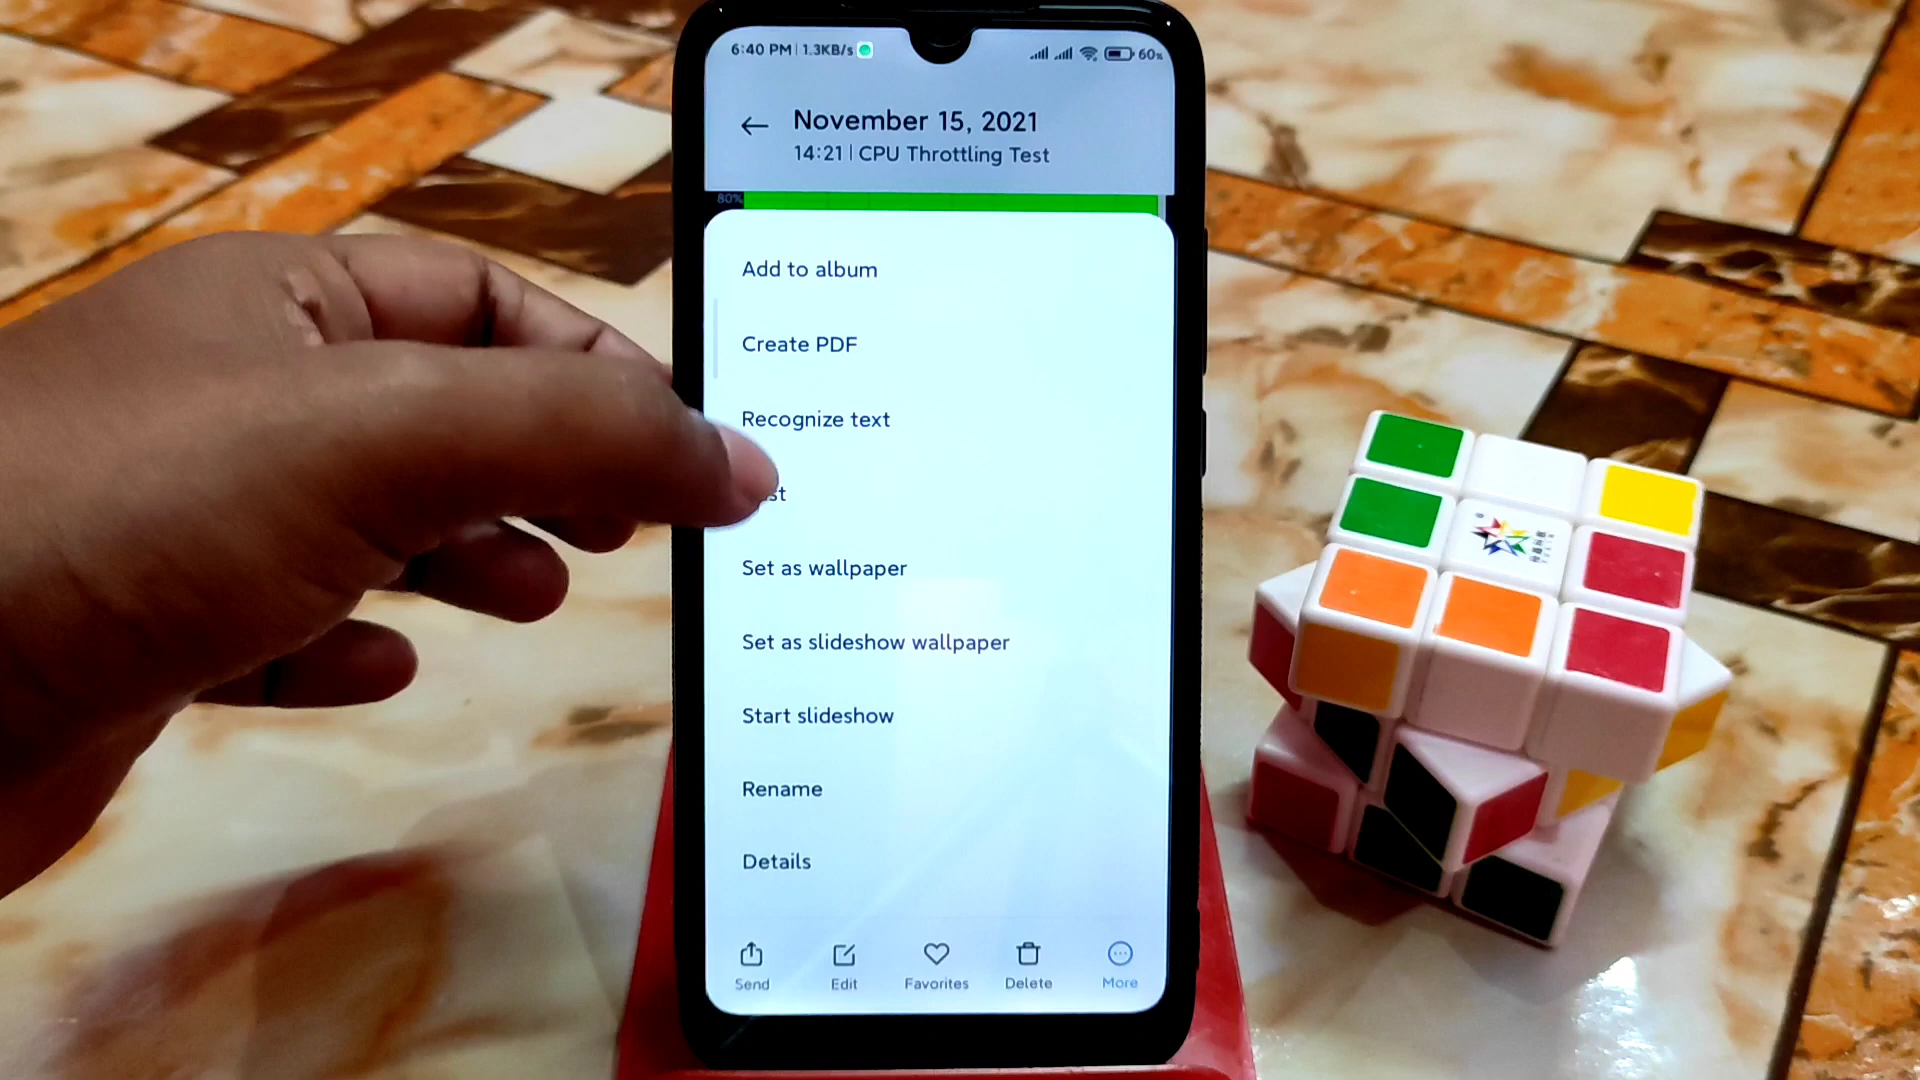 6:40 PM | 1.3KB/s 60%
November 15, 2021
14:21 | CPU Throttling Test
80%
Add to album
Create PDF
Recognize text
Set as wallpaper
Set as slideshow wallpaper
Start slideshow
Rename
Details
Send Edit Favorites Delete More